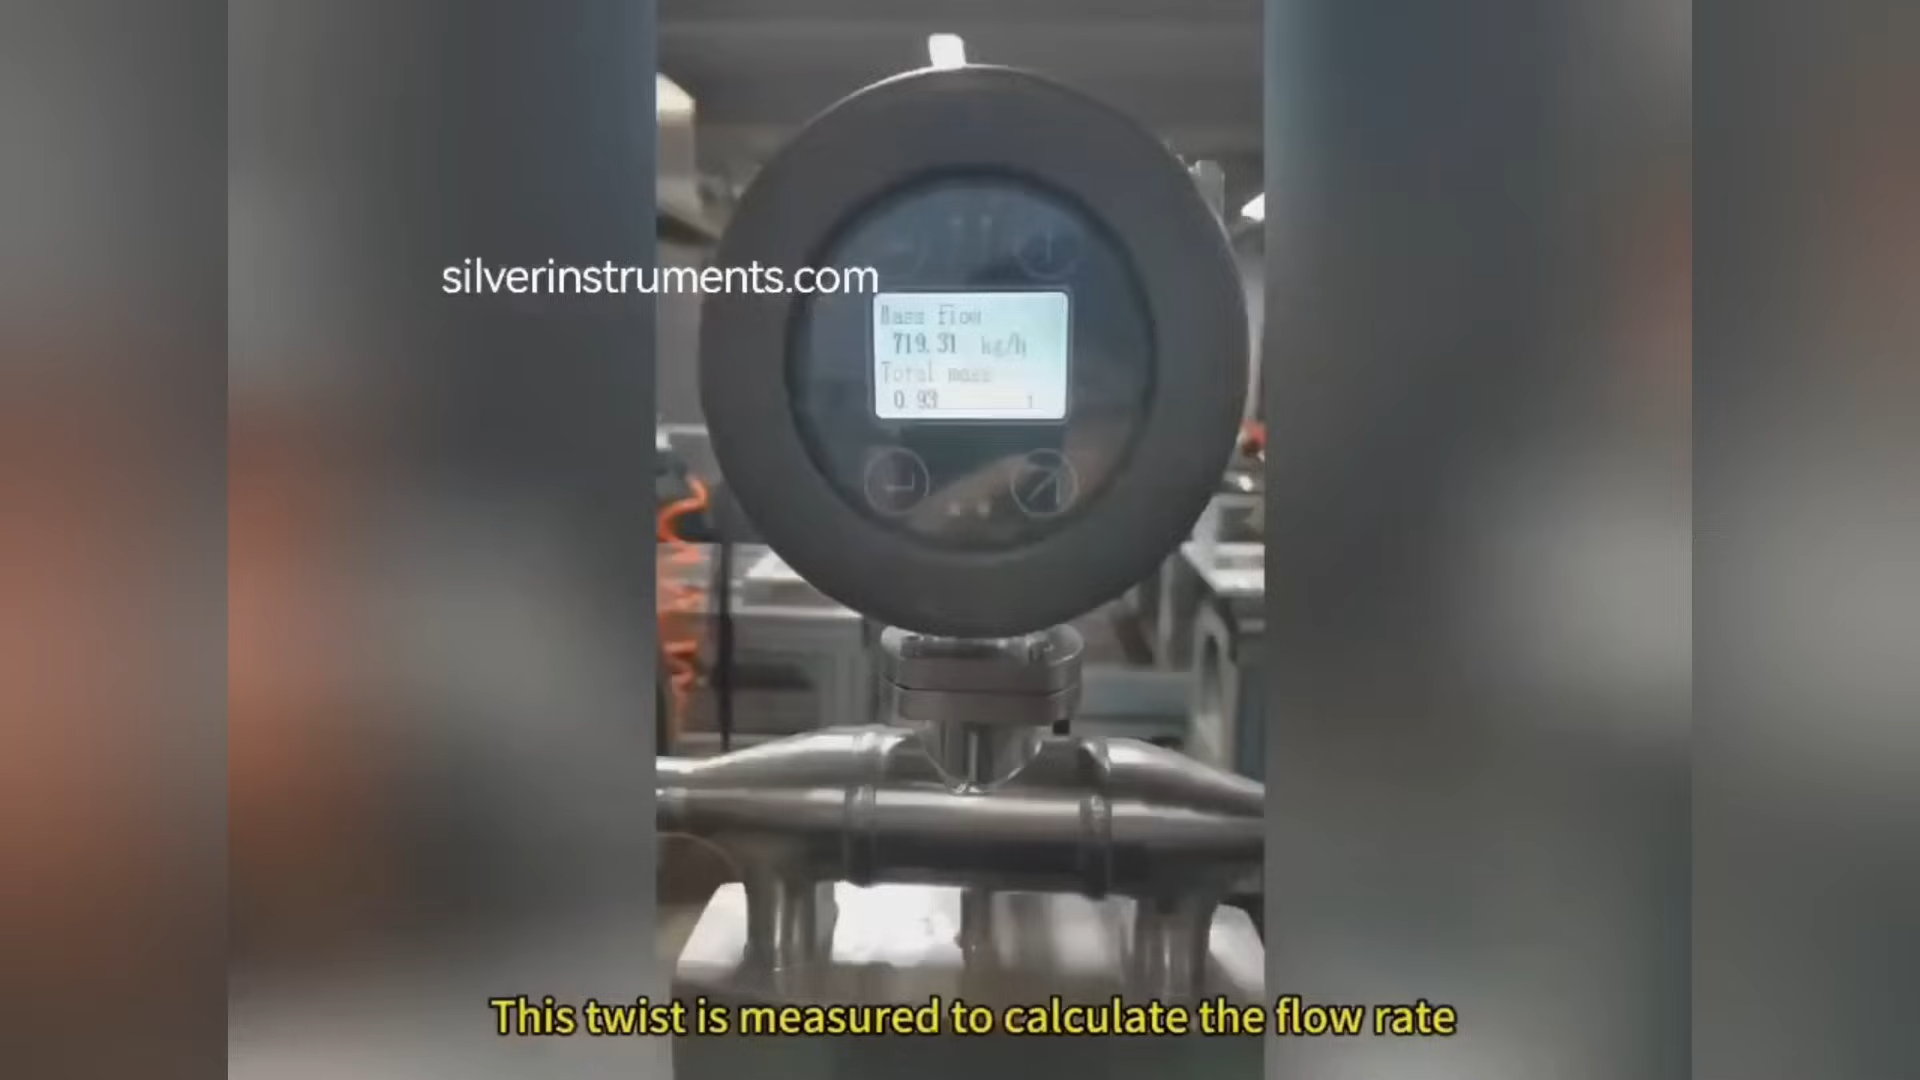 silverinstruments.com
Mass flow
719.31 kg/h
Total mass
0.93 t
This twist is measured to calculate the flow rate